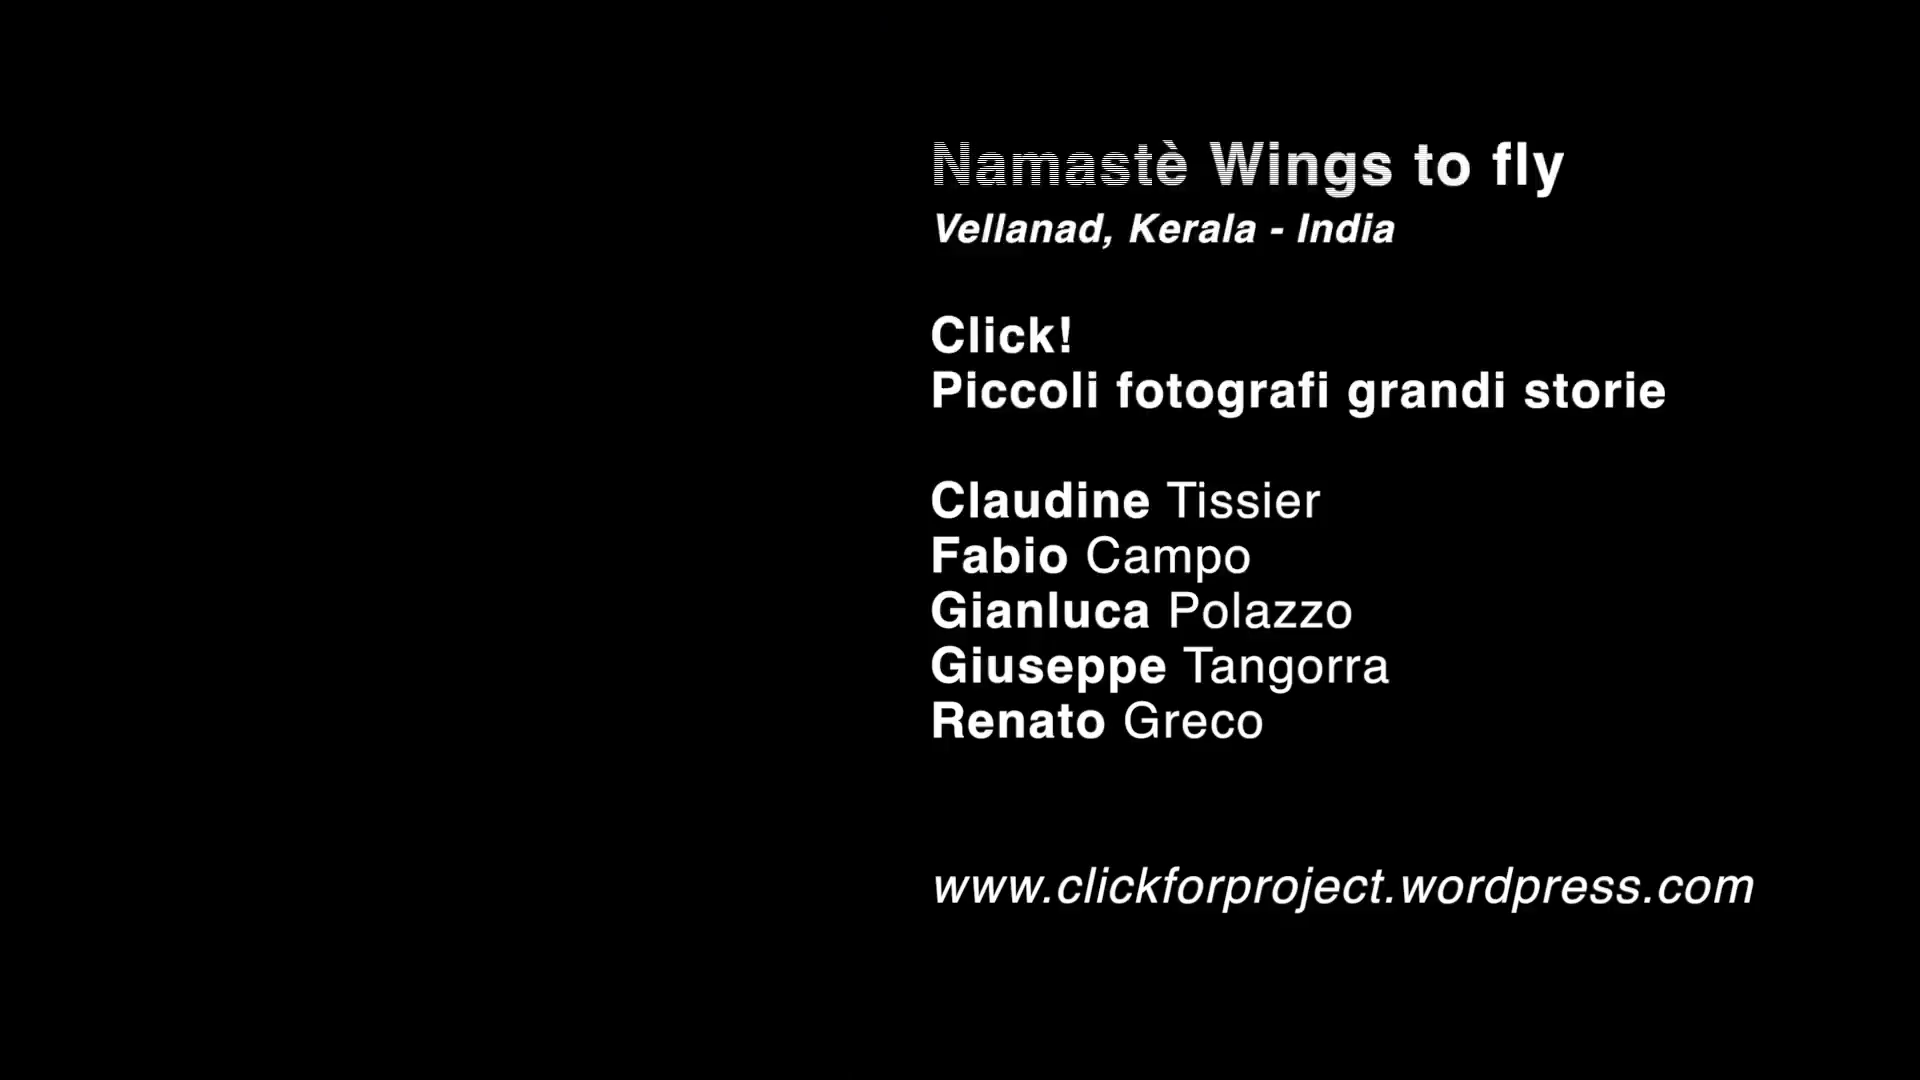 Namastè Wings to fly
Vellanad, Kerala - India
Click!
Piccoli fotografi grandi storie
Claudine Tissier
Fabio Campo
Gianluca Polazzo
Giuseppe Tangorra
Renato Greco
www.clickforproject.wordpress.com